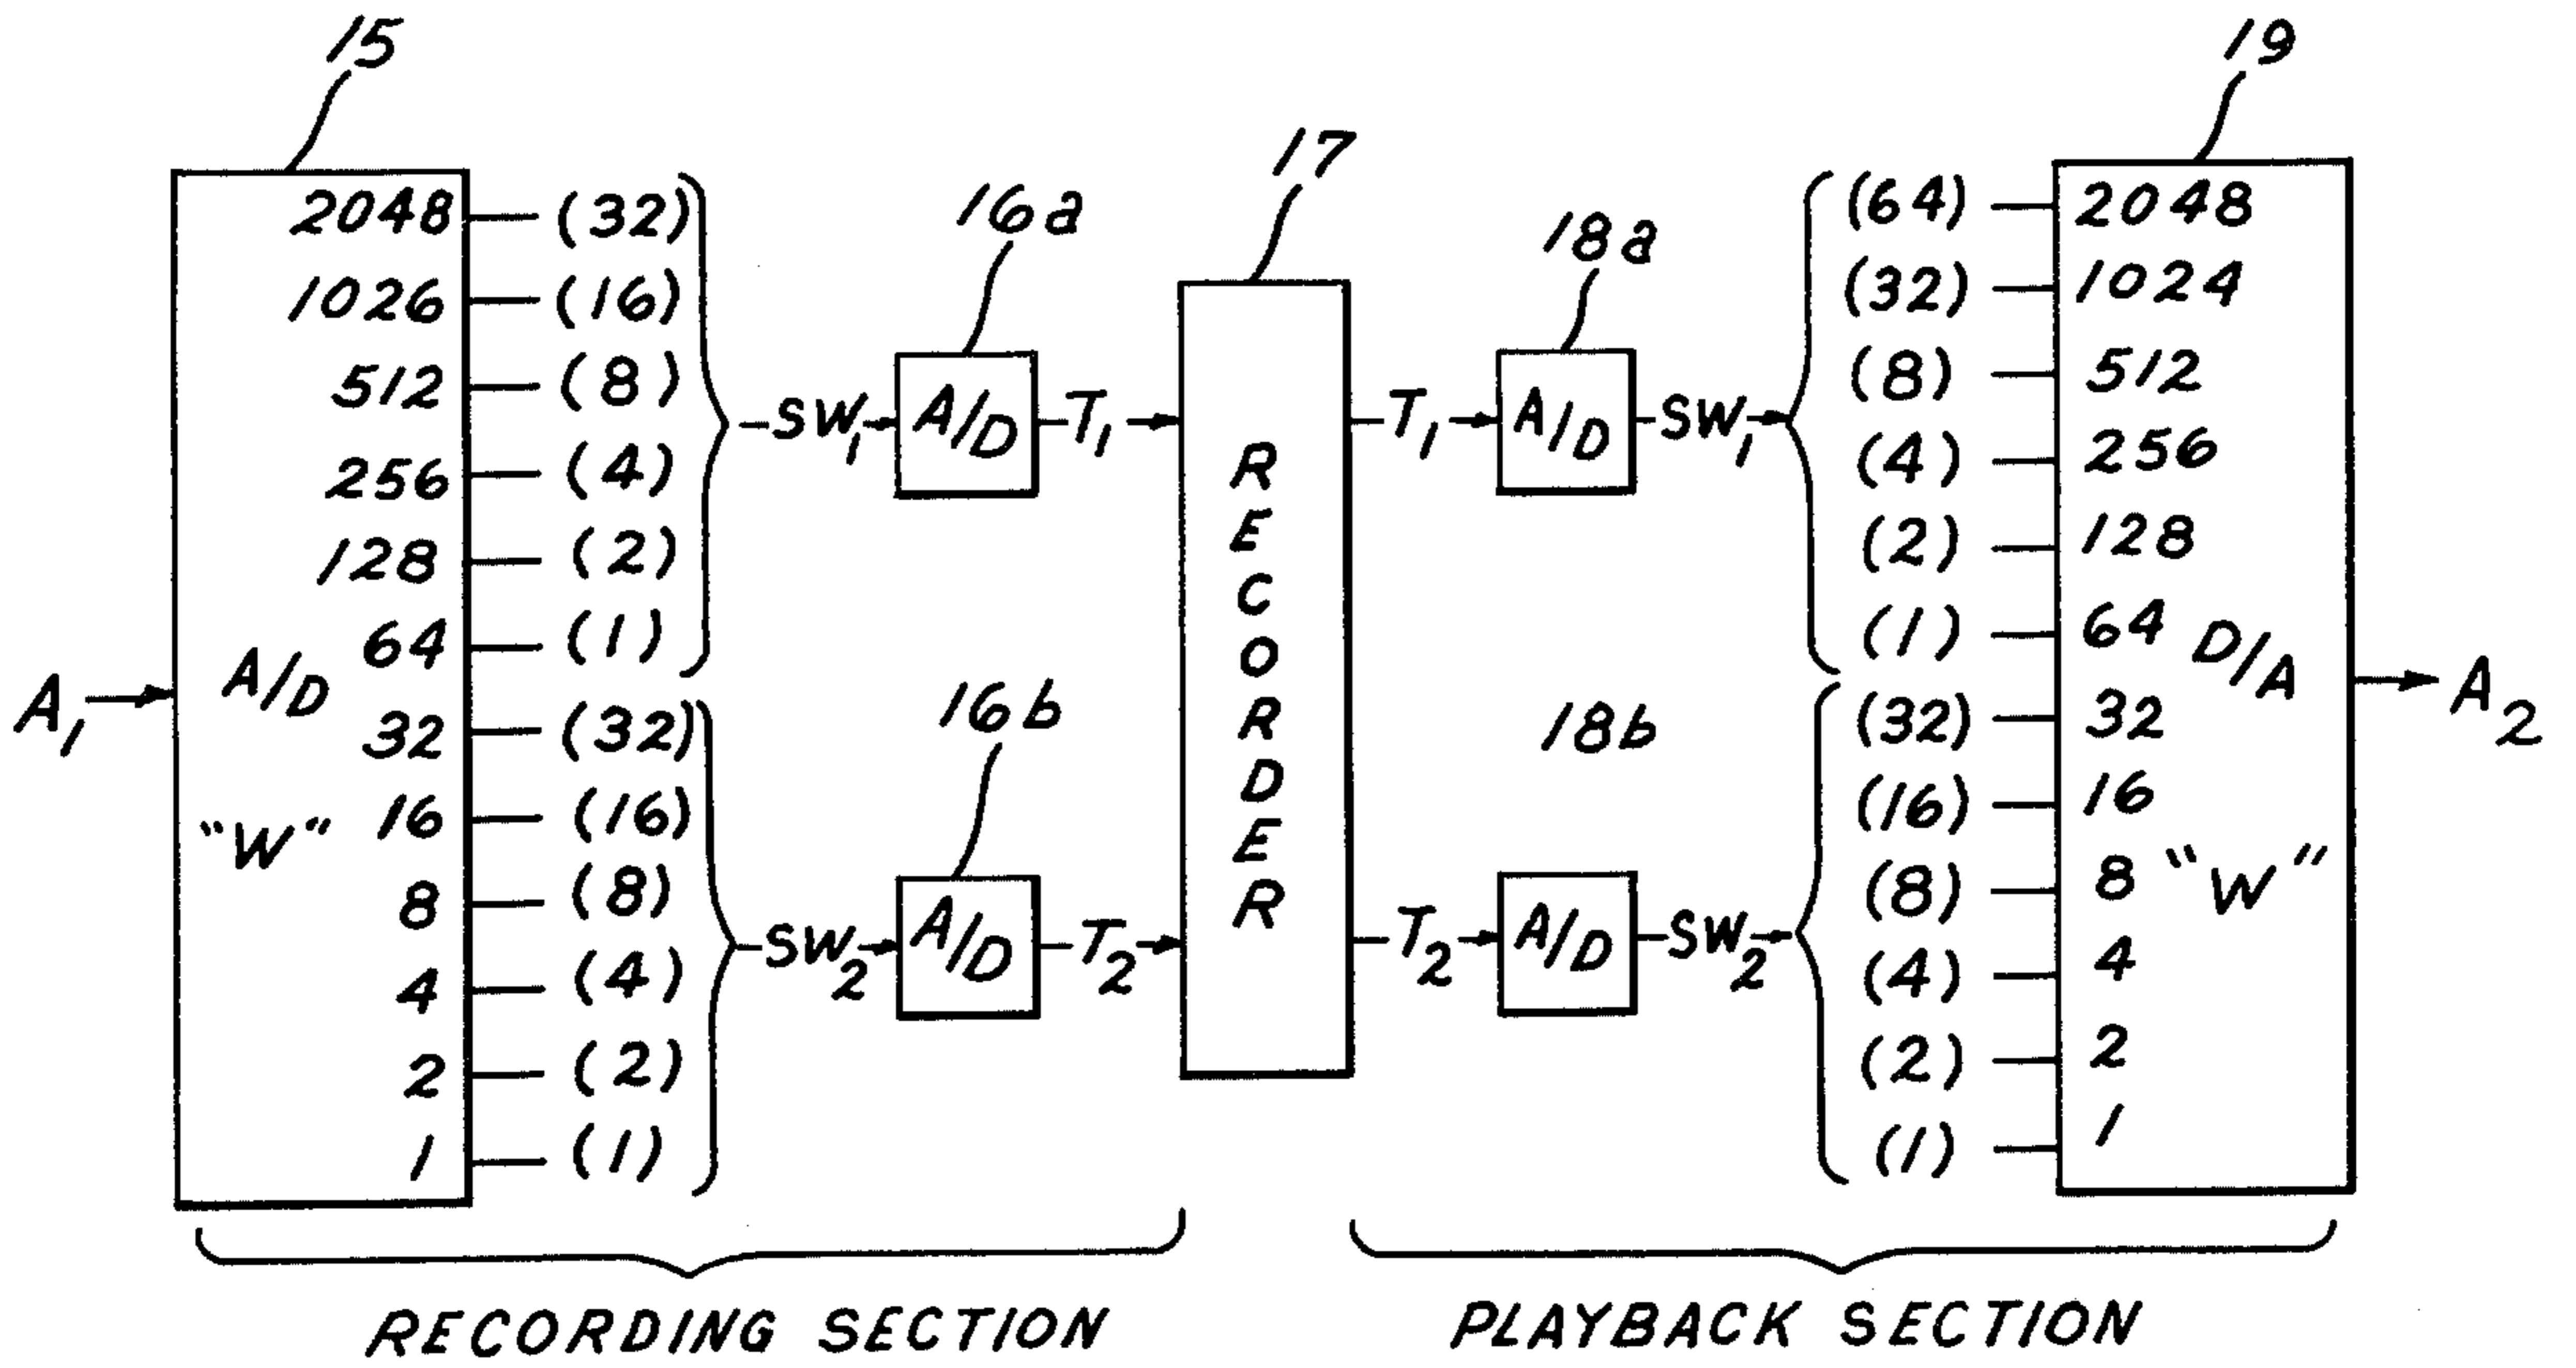 15
2048 (32)
1026 (16)
512 (8)
256 (4)
128 (2)
64 (1)
32 (32)
16 (16)
8 (8)
4 (4)
2 (2)
1 (1)
A1
A/D
"W"
SW1
SW2
16a
A/D
T1
16b
A/D
T2
17
RECORDER
T1
18a
A/D
SW1
T2
18b
A/D
SW2
19
(64) 2048
(32) 1024
(8) 512
(4) 256
(2) 128
(1) 64
(32) 32
(16) 16
(8) 8
(4) 4
(2) 2
(1) 1
D/A
"W"
A2
RECORDING SECTION
PLAYBACK SECTION